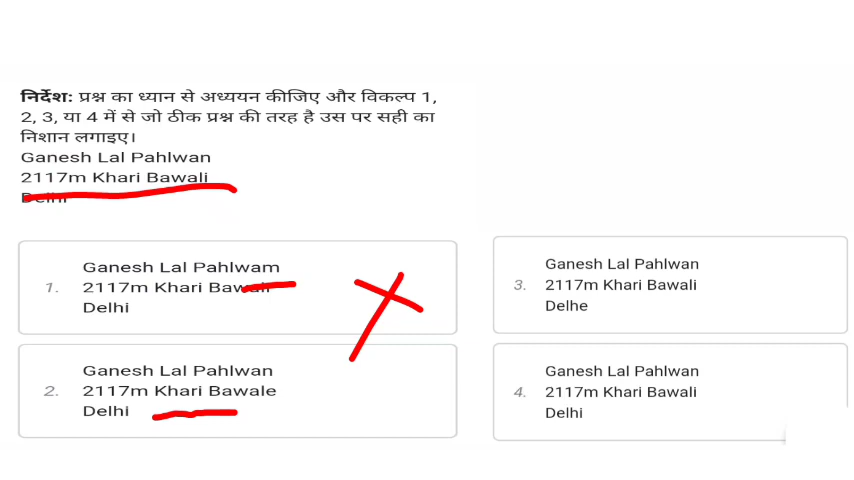 निर्देश: प्रश्न का ध्यान से अध्ययन कीजिए और विकल्प 1,
2, 3, या 4 में से जो ठीक प्रश्न की तरह है उस पर सही का
निशान लगाइए।
Ganesh Lal Pahlwan
2117m Khari Bawali
Delhi
1. Ganesh Lal Pahlwam
2117m Khari Bawali
Delhi
2. Ganesh Lal Pahlwan
2117m Khari Bawale
Delhi
3. Ganesh Lal Pahlwan
2117m Khari Bawali
Delhe
4. Ganesh Lal Pahlwan
2117m Khari Bawali
Delhi